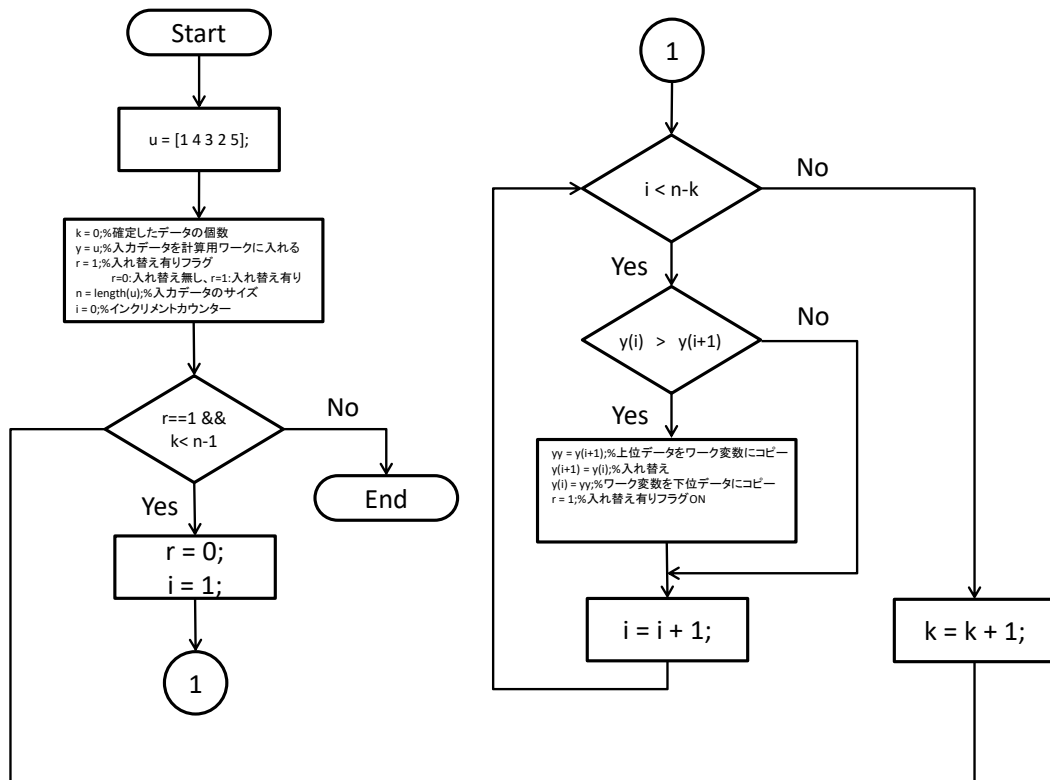 Start
u = [1 4 3 2 5];
k = 0;%確定したデータの個数
y = u;%入力データを計算用ワークに入れる
r = 1;%入れ替え有りフラグ
r=0:入れ替え無し、r=1:入れ替え有り
n = length(u);%入力データのサイズ
i = 0;%インクリメントカウンター
r==1 &&
k< n-1
No
End
Yes
r = 0;
i = 1;
1
1
i < n-k
No
Yes
y(i) > y(i+1)
No
Yes
yy = y(i+1);%上位データをワーク変数にコピー
y(i+1) = y(i);%入れ替え
y(i) = yy;%ワーク変数を下位データにコピー
r = 1;%入れ替え有りフラグON
i = i + 1;
k = k + 1;